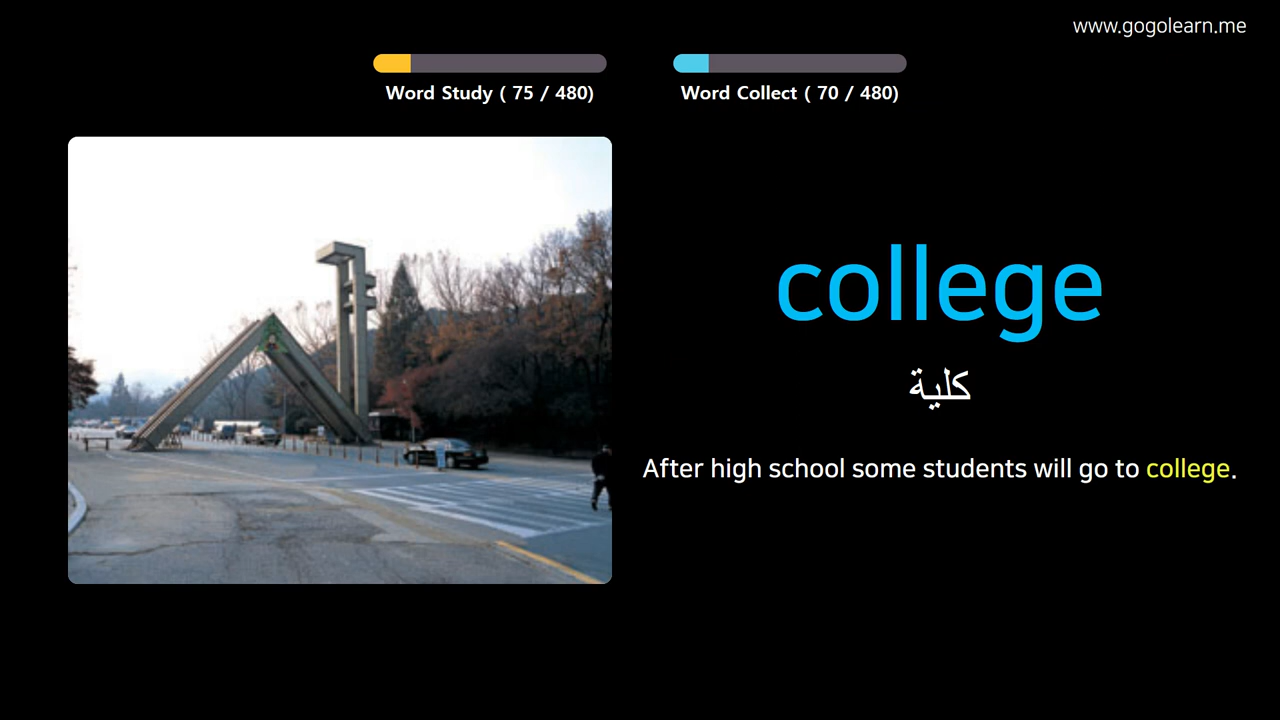 www.gogolearn.me
Word Study ( 75 / 480)
Word Collect ( 70 / 480)
college
كلية
After high school some students will go to college.